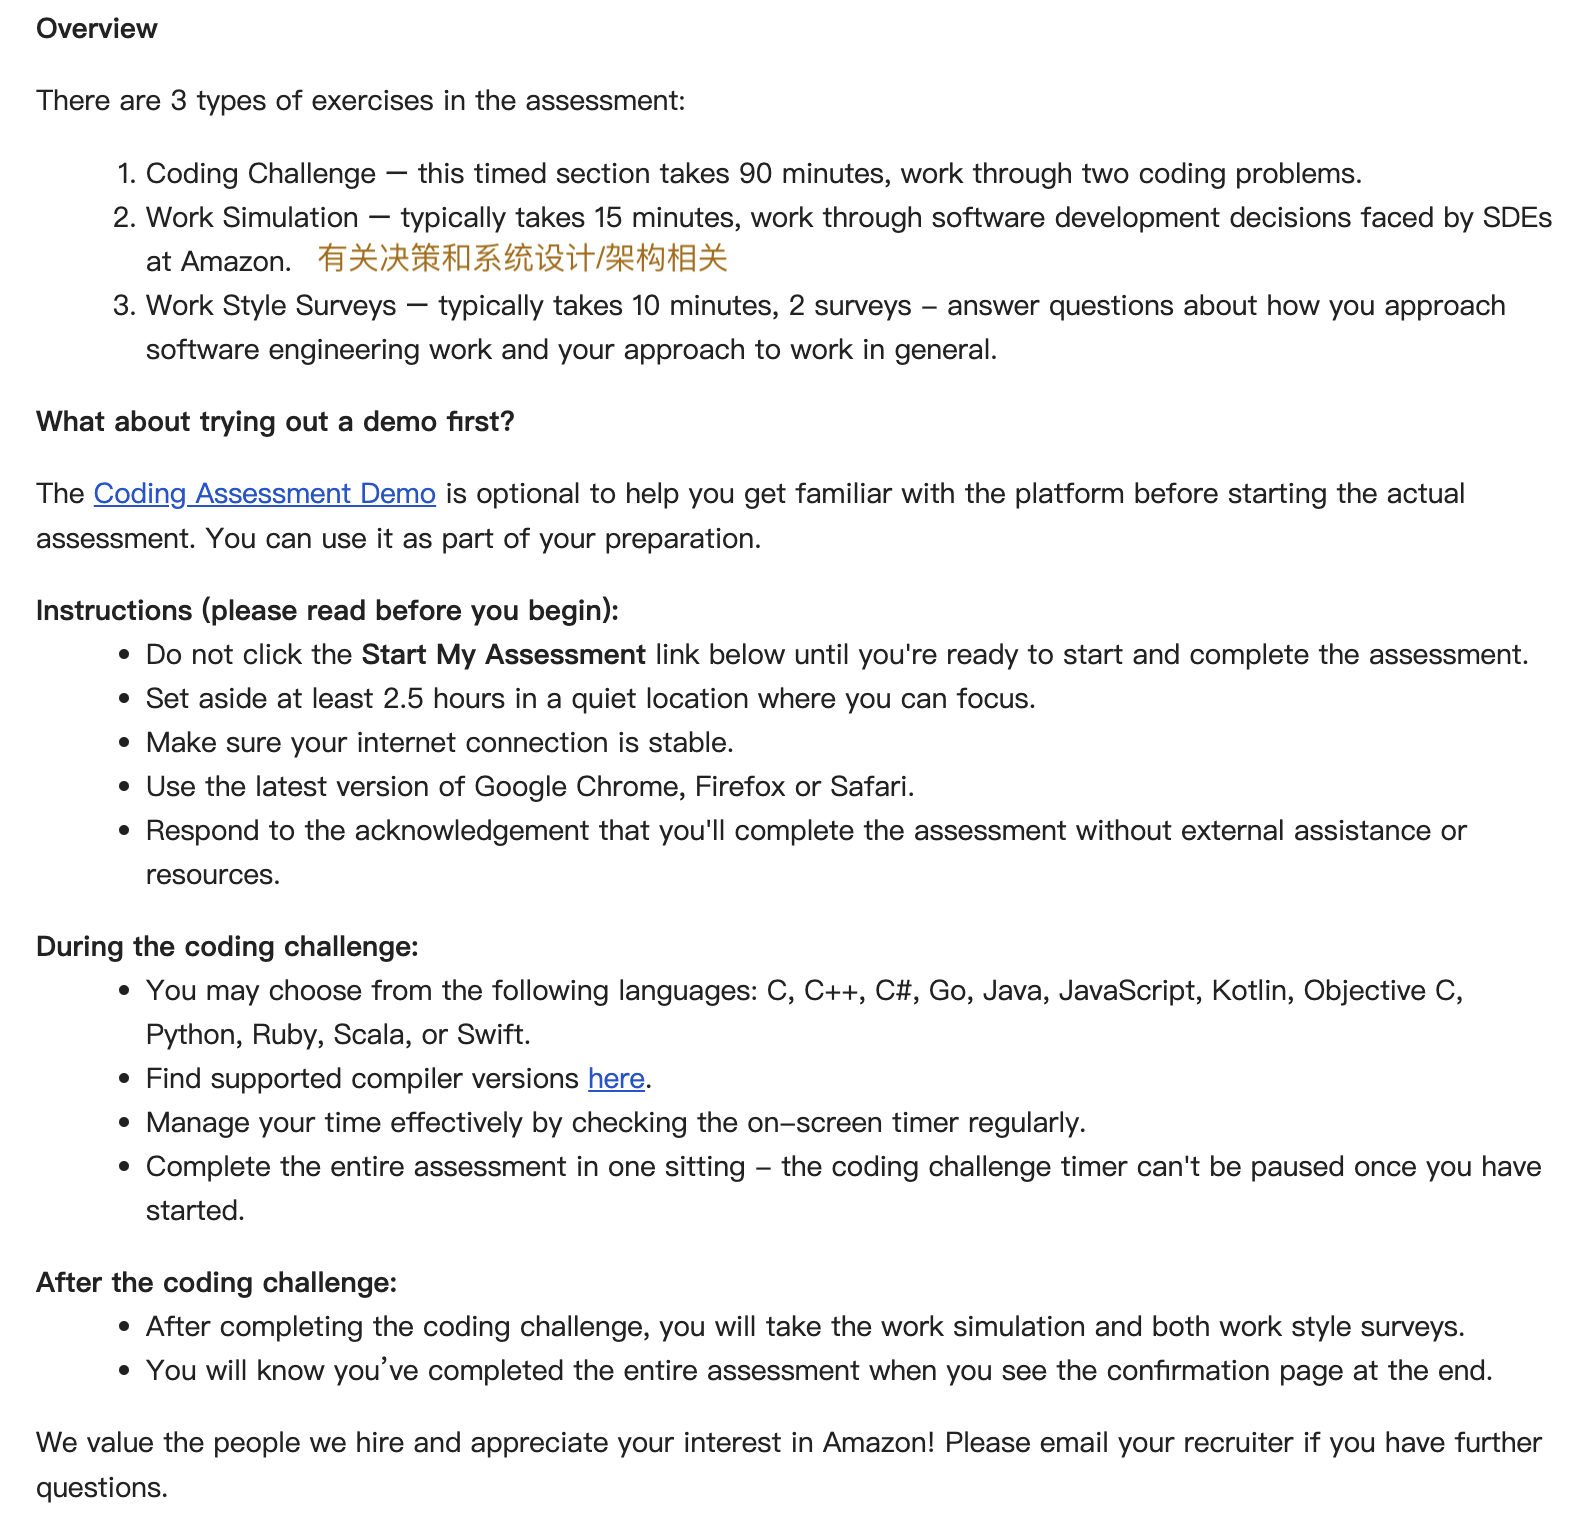 Overview
There are 3 types of exercises in the assessment:
1. Coding Challenge — this timed section takes 90 minutes, work through two coding problems.
2. Work Simulation — typically takes 15 minutes, work through software development decisions faced by SDEs
at Amazon. 有关决策和系统设计/架构相关
3. Work Style Surveys — typically takes 10 minutes, 2 surveys – answer questions about how you approach
software engineering work and your approach to work in general.
What about trying out a demo first?
The Coding Assessment Demo is optional to help you get familiar with the platform before starting the actual
assessment. You can use it as part of your preparation.
Instructions (please read before you begin):
• Do not click the Start My Assessment link below until you're ready to start and complete the assessment.
• Set aside at least 2.5 hours in a quiet location where you can focus.
• Make sure your internet connection is stable.
• Use the latest version of Google Chrome, Firefox or Safari.
• Respond to the acknowledgement that you'll complete the assessment without external assistance or
resources.
During the coding challenge:
• You may choose from the following languages: C, C++, C#, Go, Java, JavaScript, Kotlin, Objective C,
Python, Ruby, Scala, or Swift.
• Find supported compiler versions here.
• Manage your time effectively by checking the on–screen timer regularly.
• Complete the entire assessment in one sitting – the coding challenge timer can't be paused once you have
started.
After the coding challenge:
• After completing the coding challenge, you will take the work simulation and both work style surveys.
• You will know you’ve completed the entire assessment when you see the confirmation page at the end.
We value the people we hire and appreciate your interest in Amazon! Please email your recruiter if you have further
questions.